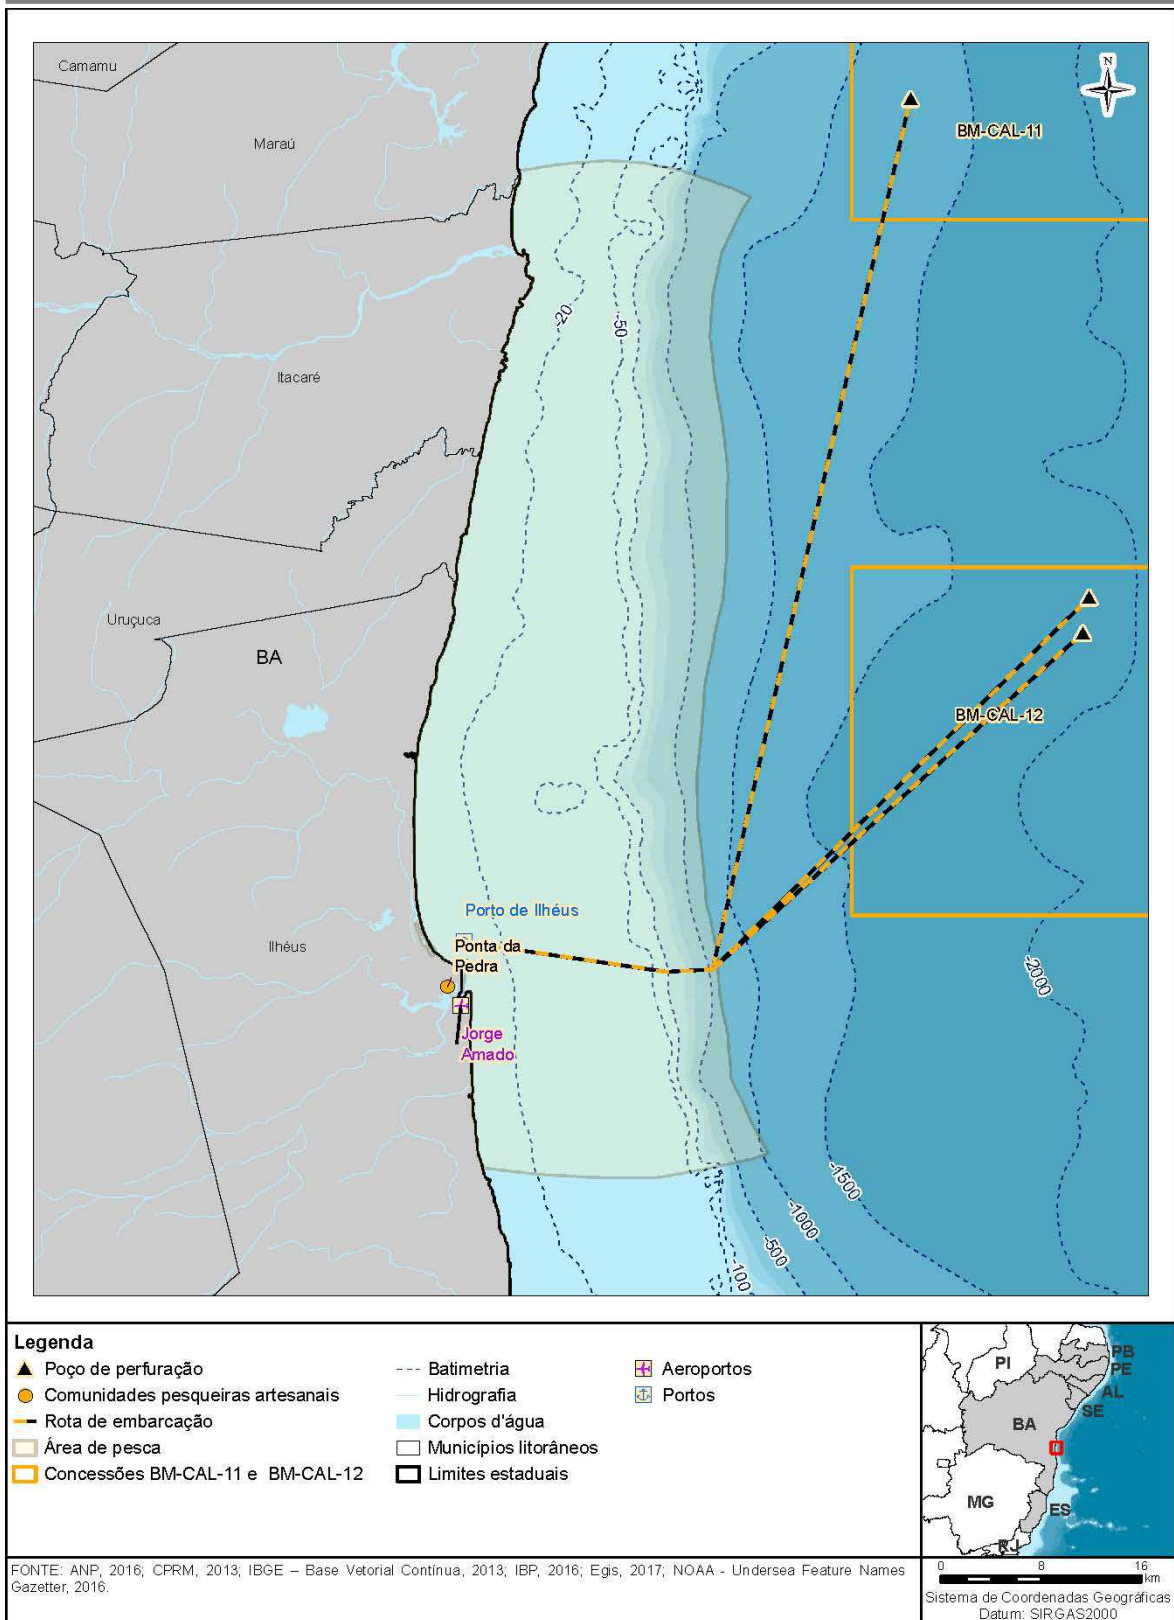 Camamu
N
BM-CAL-11
Maraú
-20
-50
Itacaré
Uruçuca
BA
BM-CAL-12
Porto de Ilhéus
Ilhéus
Ponta da
Pedra
-2000
Jorge
Amado
-1500
-1000
-500
-100
Legenda
Poço de perfuração
Comunidades pesqueiras artesanais
Rota de embarcação
Área de pesca
Concessões BM-CAL-11 e BM-CAL-12
Batimetria
Hidrografia
Corpos d'água
Municípios litorâneos
Limites estaduais
Aeroportos
Portos
PI
PB
PE
AL
SE
BA
MG
ES
RJ
FONTE: ANP, 2016; CPRM, 2013; IBGE – Base Vetorial Contínua, 2013; IBP, 2016; Egis, 2017; NOAA - Undersea Feature Names
Gazetter, 2016.
0 8 16
km
Sistema de Coordenadas Geográficas
Datum: SIRGAS2000